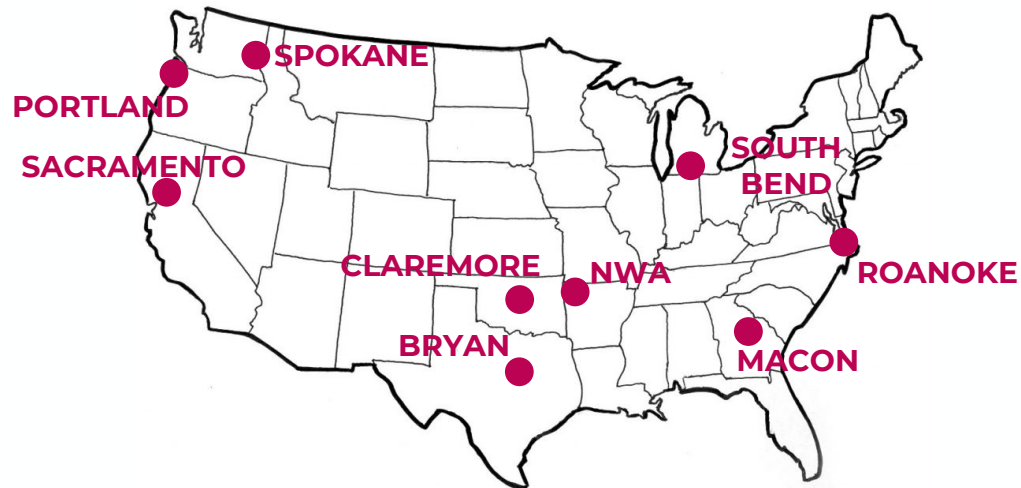 SPOKANE
PORTLAND
SACRAMENTO
SOUTH
BEND
CLAREMORE
NWA
ROANOKE
BRYAN
MACON